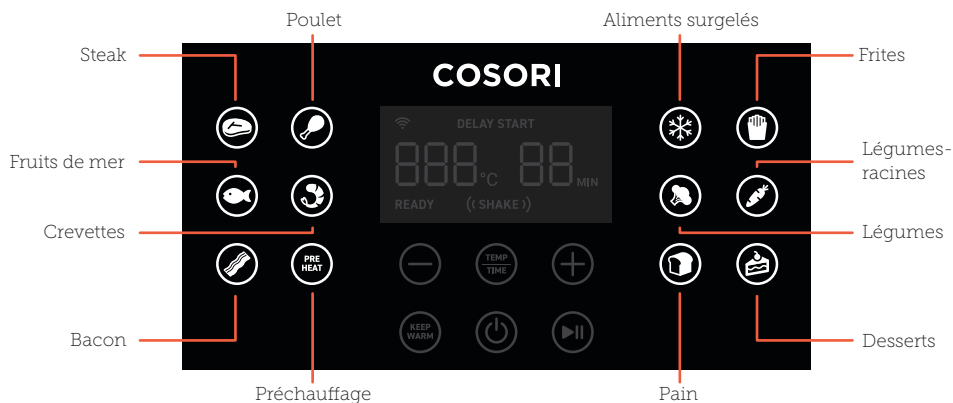 Poulet
Aliments surgelés
Steak
Frites
COSORI
DELAY START
888 °C 88 MIN
Fruits de mer
Légumes-
racines
READY ((SHAKE))
Crevettes
Légumes
PRE
HEAT
TEMP
TIME
KEEP
WARM
Bacon
Desserts
Préchauffage
Pain